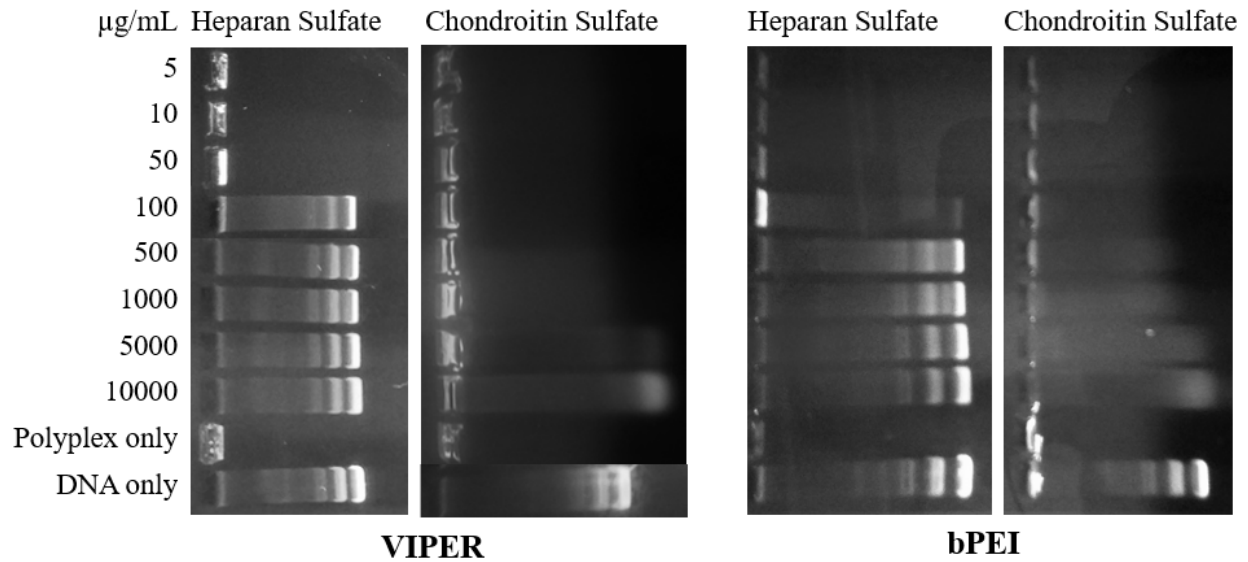 µg/mL Heparan Sulfate Chondroitin Sulfate Heparan Sulfate Chondroitin Sulfate
5
10
50
100
500
1000
5000
10000
Polyplex only
DNA only
VIPER bPEI